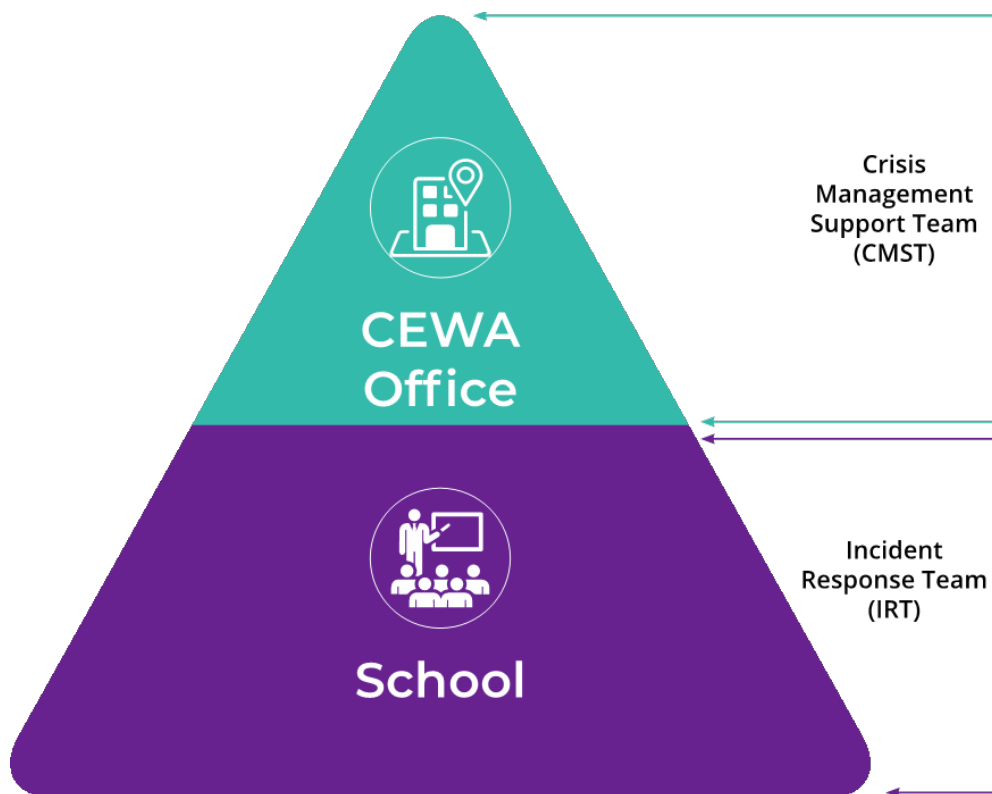 CEWA
Office
Crisis
Management
Support Team
(CMST)
School
Incident
Response Team
(IRT)